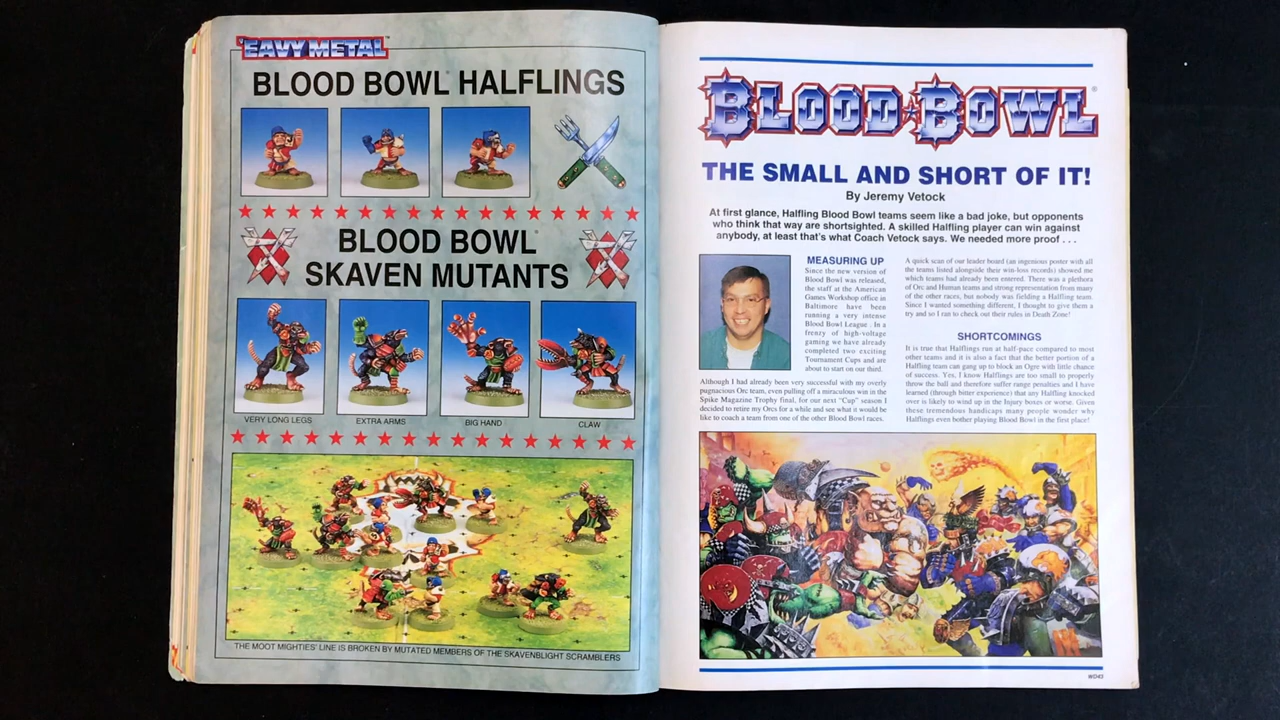 'EAVY METAL™
BLOOD BOWL® HALFLINGS
BLOOD BOWL®
SKAVEN MUTANTS
VERY LONG LEGS
EXTRA ARMS
BIG HAND
CLAW
THE MOOT MIGHTIES' LINE IS BROKEN BY MUTATED MEMBERS OF THE SKAVENBLIGHT SCRAMBLERS
BLOOD BOWL®
THE SMALL AND SHORT OF IT!
By Jeremy Vetock
At first glance, Halfling Blood Bowl teams seem like a bad joke, but opponents
who think that way are shortsighted. A skilled Halfling player can win against
anybody, at least that's what Coach Vetock says. We needed more proof . . .
MEASURING UP
Since the new version of
Blood Bowl was released,
the staff at the American
Games Workshop office in
Baltimore have been
running a very intense
Blood Bowl League . In a
frenzy of high-voltage
gaming we have already
completed two exciting
Tournament Cups and are
about to start on our third.
Although I had already been very successful with my overly
pugnacious Orc team, even pulling off a miraculous win in the
Spike Magazine Trophy final, for our next "Cup" season I
decided to retire my Orcs for a while and see what it would be
like to coach a team from one of the other Blood Bowl races.
A quick scan of our leader board (an ingenious poster with all
the teams listed alongside their win-loss records) showed me
which teams had already been entered. There was a plethora
of Orc and Human teams and strong representation from many
of the other races, but nobody was fielding a Halfling team.
Since I wanted something different, I thought to give them a
try and so I ran to check out their rules in Death Zone!
SHORTCOMINGS
It is true that Halflings run at half-pace compared to most
other teams and it is also a fact that the better portion of a
Halfling team can gang up to block an Ogre with little chance
of success. Yes, I know Halflings are too small to properly
throw the ball and therefore suffer range penalties and I have
learned (through bitter experience) that any Halfling knocked
over is likely to wind up in the Injury boxes or worse. Given
these tremendous handicaps many people wonder why
Halflings even bother playing Blood Bowl in the first place!
WD43